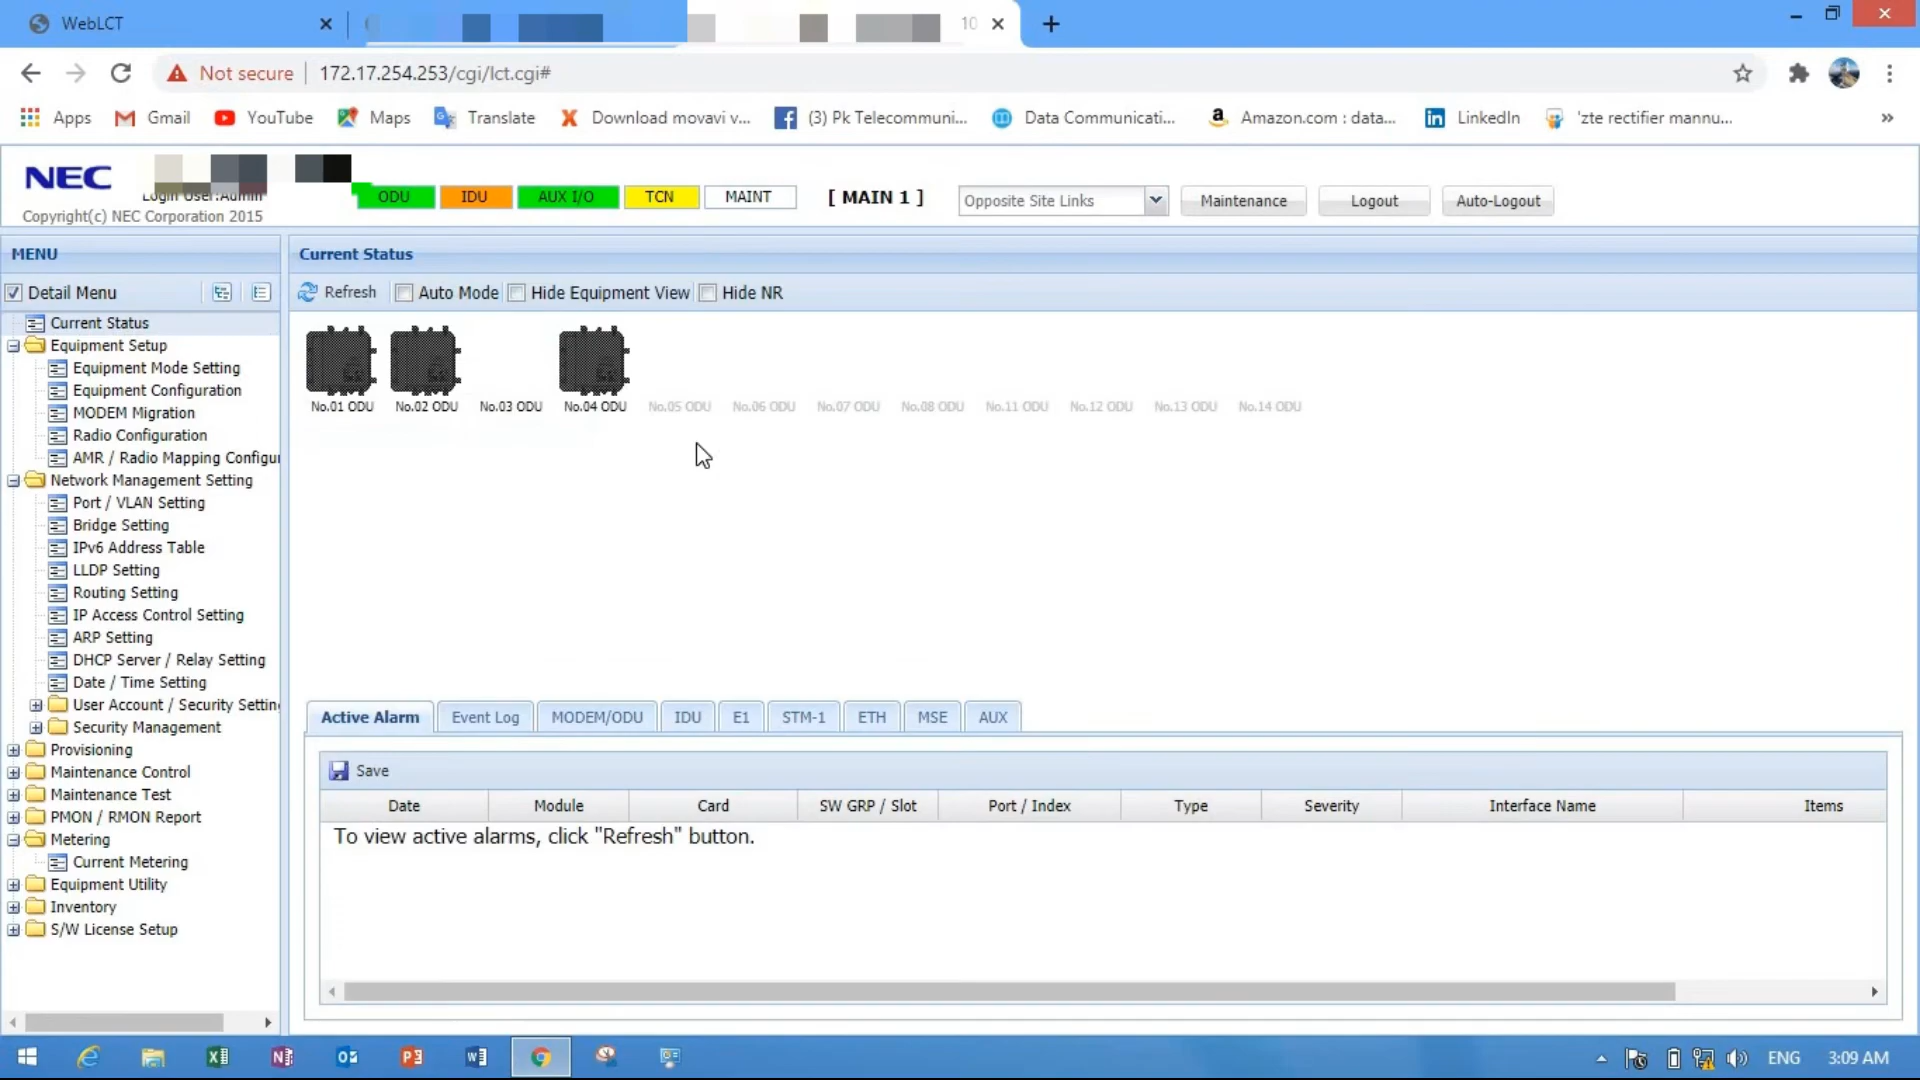 WebLCT
10
Not secure
172.17.254.253/cgi/lct.cgi#
Apps
Gmail
YouTube
Maps
Translate
Download movavi v...
(3) Pk Telecommuni...
Data Communicati...
Amazon.com : data...
LinkedIn
'zte rectifier mannu...
»
NEC
Login User:Admin
Copyright(c) NEC Corporation 2015
ODU
IDU
AUX I/O
TCN
MAINT
[ MAIN 1 ]
Opposite Site Links
Maintenance
Logout
Auto-Logout
MENU
Detail Menu
Current Status
Equipment Setup
Equipment Mode Setting
Equipment Configuration
MODEM Migration
Radio Configuration
AMR / Radio Mapping Configur
Network Management Setting
Port / VLAN Setting
Bridge Setting
IPv6 Address Table
LLDP Setting
Routing Setting
IP Access Control Setting
ARP Setting
DHCP Server / Relay Setting
Date / Time Setting
User Account / Security Settin
Security Management
Provisioning
Maintenance Control
Maintenance Test
PMON / RMON Report
Metering
Current Metering
Equipment Utility
Inventory
S/W License Setup
Current Status
Refresh
Auto Mode
Hide Equipment View
Hide NR
No.01 ODU
No.02 ODU
No.03 ODU
No.04 ODU
No.05 ODU
No.06 ODU
No.07 ODU
No.08 ODU
No.11 ODU
No.12 ODU
No.13 ODU
No.14 ODU
Active Alarm
Event Log
MODEM/ODU
IDU
E1
STM-1
ETH
MSE
AUX
Save
Date
Module
Card
SW GRP / Slot
Port / Index
Type
Severity
Interface Name
Items
To view active alarms, click "Refresh" button.
ENG
3:09 AM